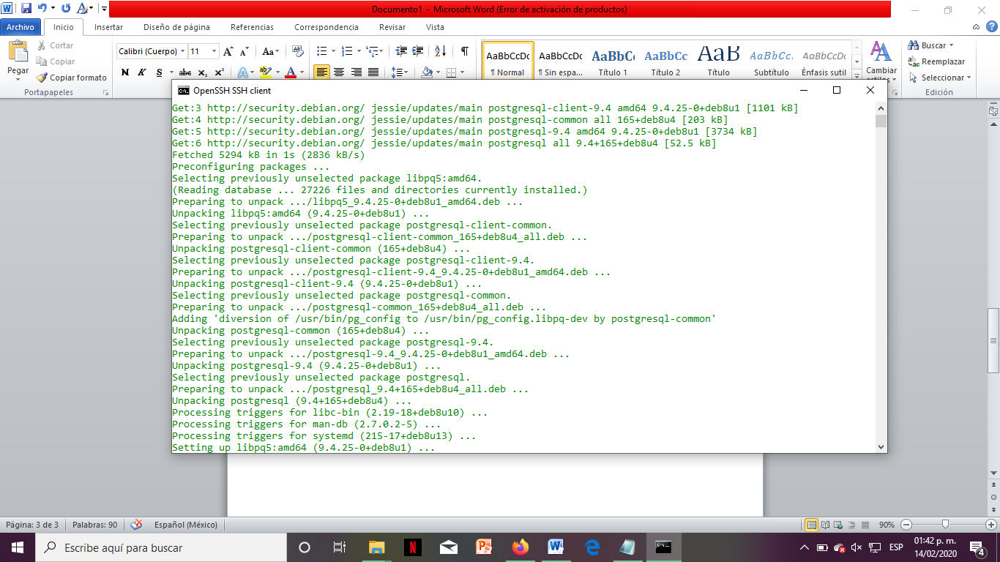 Documento1 - Microsoft Word (Error de activación de productos)
Archivo Inicio Insertar Diseño de página Referencias Correspondencia Revisar Vista
Pegar
Cortar
Copiar
Copiar formato
Portapapeles
Calibri (Cuerpo) 11
N K S abc x₂ x²
AaBbCcDc AaBbCcDc AaBbCc AaBbCc AaB AaBbCc. AaBbCcDc
¶ Normal ¶ Sin espa... Título 1 Título 2 Título Subtítulo Énfasis sutil
Cambiar
estilos
Buscar
Reemplazar
Seleccionar
Edición
OpenSSH SSH client
Get:3 http://security.debian.org/ jessie/updates/main postgresql-client-9.4 amd64 9.4.25-0+deb8u1 [1101 kB]
Get:4 http://security.debian.org/ jessie/updates/main postgresql-common all 165+deb8u4 [203 kB]
Get:5 http://security.debian.org/ jessie/updates/main postgresql-9.4 amd64 9.4.25-0+deb8u1 [3734 kB]
Get:6 http://security.debian.org/ jessie/updates/main postgresql all 9.4+165+deb8u4 [52.5 kB]
Fetched 5294 kB in 1s (2836 kB/s)
Preconfiguring packages ...
Selecting previously unselected package libpq5:amd64.
(Reading database ... 27226 files and directories currently installed.)
Preparing to unpack .../libpq5_9.4.25-0+deb8u1_amd64.deb ...
Unpacking libpq5:amd64 (9.4.25-0+deb8u1) ...
Selecting previously unselected package postgresql-client-common.
Preparing to unpack .../postgresql-client-common_165+deb8u4_all.deb ...
Unpacking postgresql-client-common (165+deb8u4) ...
Selecting previously unselected package postgresql-client-9.4.
Preparing to unpack .../postgresql-client-9.4_9.4.25-0+deb8u1_amd64.deb ...
Unpacking postgresql-client-9.4 (9.4.25-0+deb8u1) ...
Selecting previously unselected package postgresql-common.
Preparing to unpack .../postgresql-common_165+deb8u4_all.deb ...
Adding 'diversion of /usr/bin/pg_config to /usr/bin/pg_config.libpq-dev by postgresql-common'
Unpacking postgresql-common (165+deb8u4) ...
Selecting previously unselected package postgresql-9.4.
Preparing to unpack .../postgresql-9.4_9.4.25-0+deb8u1_amd64.deb ...
Unpacking postgresql-9.4 (9.4.25-0+deb8u1) ...
Selecting previously unselected package postgresql.
Preparing to unpack .../postgresql_9.4+165+deb8u4_all.deb ...
Unpacking postgresql (9.4+165+deb8u4) ...
Processing triggers for libc-bin (2.19-18+deb8u10) ...
Processing triggers for man-db (2.7.0.2-5) ...
Processing triggers for systemd (215-17+deb8u13) ...
Setting up libpq5:amd64 (9.4.25-0+deb8u1) ...
Página: 3 de 3 Palabras: 90 Español (México) 90%
Escribe aquí para buscar
ESP
01:42 p. m.
14/02/2020
4